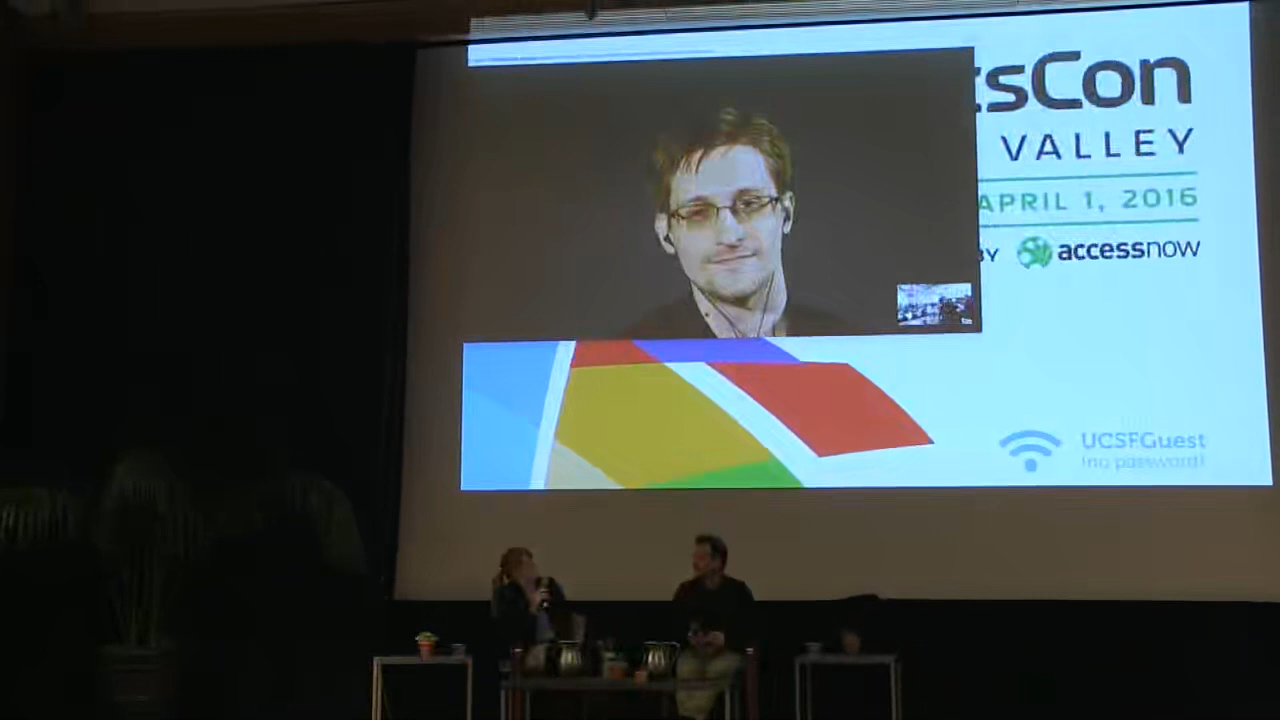 tsCon
VALLEY
APRIL 1, 2016
BY accessnow
UCSFGuest
(no password)